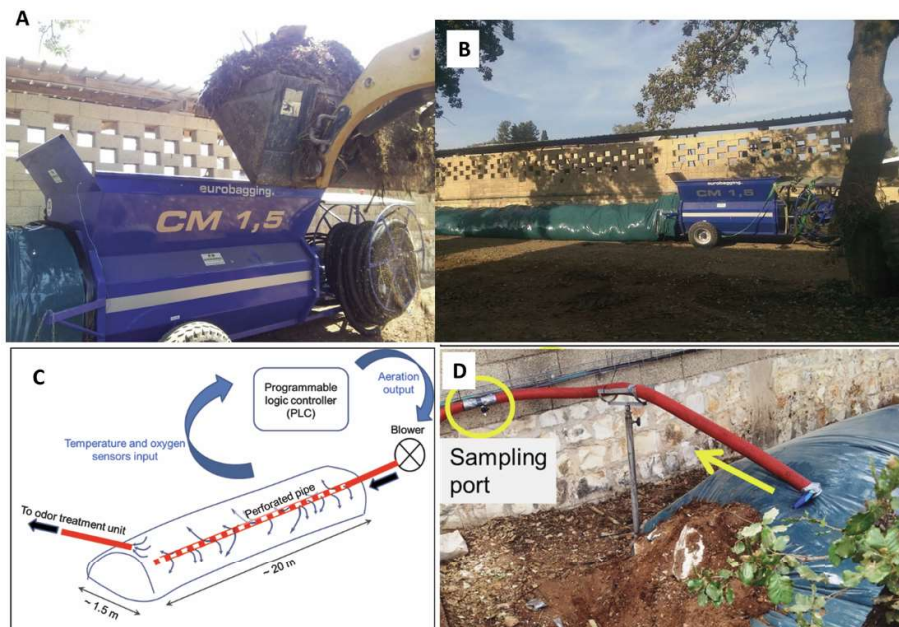 A
eurobagging.
CM 1,5
B
eurobagging.
CM 1,5
C
Programmable
logic controller
(PLC)
Aeration
output
Blower
Temperature and oxygen
sensors input
Perforated pipe
To odor treatment unit
~ 20 m
~ 1.5 m
D
Sampling
port